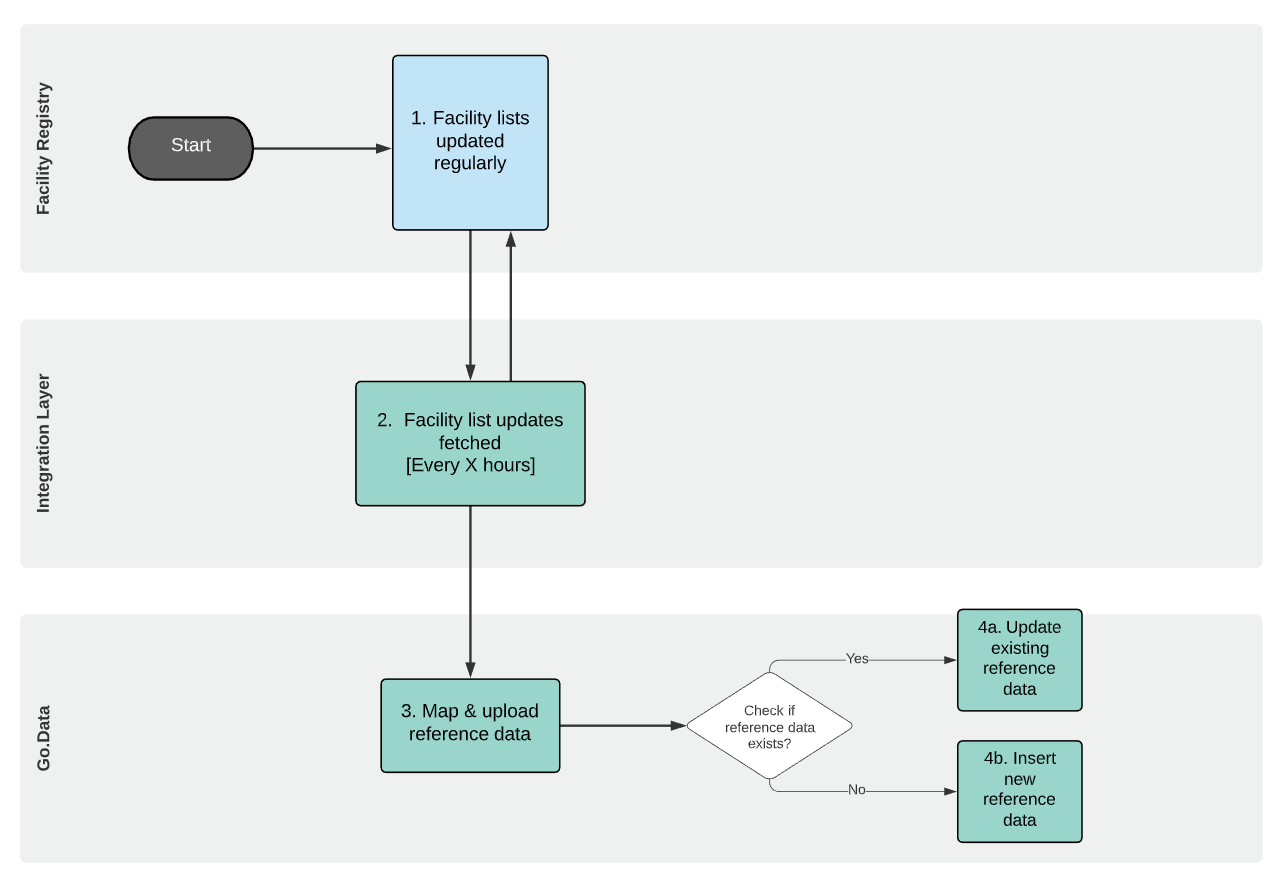 Facility Registry
Start
1. Facility lists
updated
regularly
Integration Layer
2.  Facility list updates
fetched
[Every X hours]
Go.Data
3. Map & upload
reference data
Check if
reference data
exists?
Yes
4a. Update
existing
reference
data
No
4b. Insert
new
reference
data